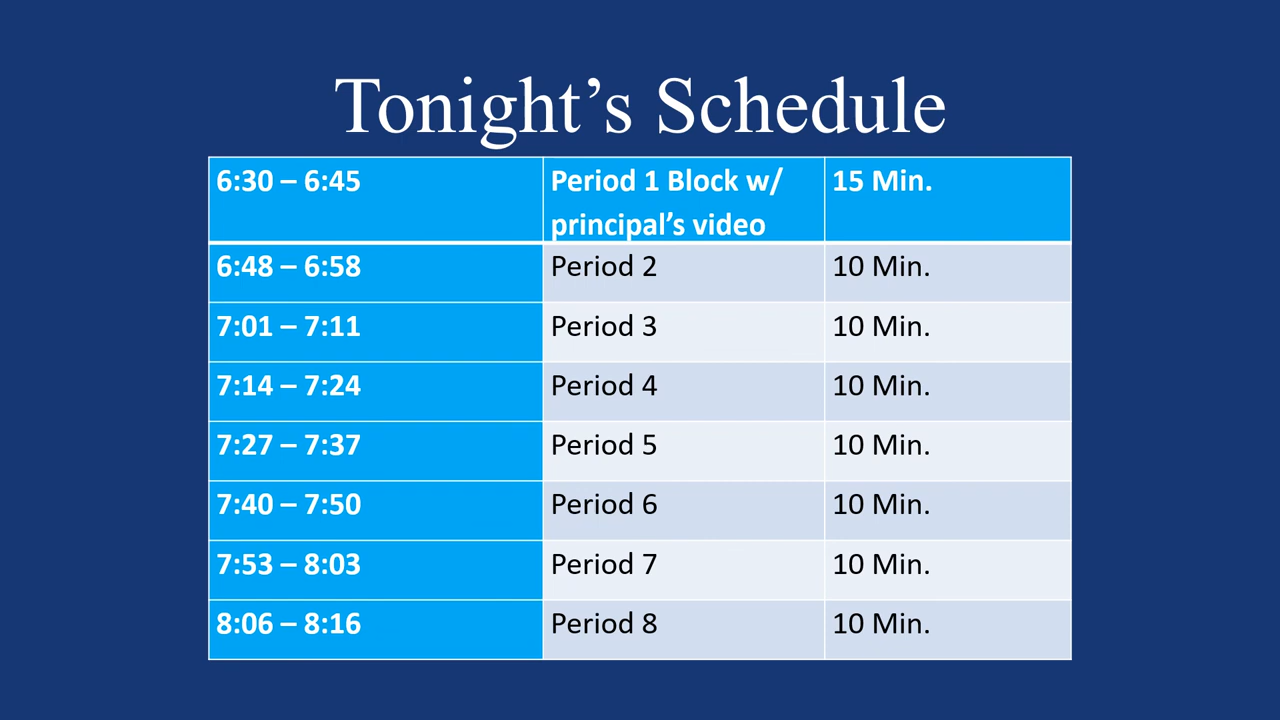 Tonight’s Schedule
6:30 – 6:45 Period 1 Block w/ 15 Min.
principal’s video
6:48 – 6:58 Period 2 10 Min.
7:01 – 7:11 Period 3 10 Min.
7:14 – 7:24 Period 4 10 Min.
7:27 – 7:37 Period 5 10 Min.
7:40 – 7:50 Period 6 10 Min.
7:53 – 8:03 Period 7 10 Min.
8:06 – 8:16 Period 8 10 Min.